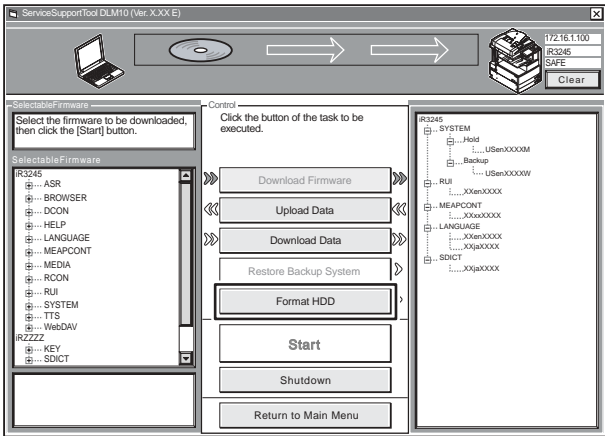 ServiceSupportTool DLM10 (Ver. X.XX E)
172.16.1.100
iR3245
SAFE
Clear
SelectableFirmware
Select the firmware to be downloaded,
then click the [Start] button.
SelectableFirmware
iR3245
ASR
BROWSER
DCON
HELP
LANGUAGE
MEAPCONT
MEDIA
RCON
RUI
SYSTEM
TTS
WebDAV
iRZZZZ
KEY
SDICT
Control
Click the button of the task to be
executed.
Download Firmware
Upload Data
Download Data
Restore Backup System
Format HDD
Start
Shutdown
Return to Main Menu
iR3245
SYSTEM
Hold
USenXXXXM
Backup
USenXXXXW
RUI
XXenXXXX
MEAPCONT
XXxxXXXX
LANGUAGE
XXenXXXX
XXjaXXXX
SDICT
XXjaXXXX